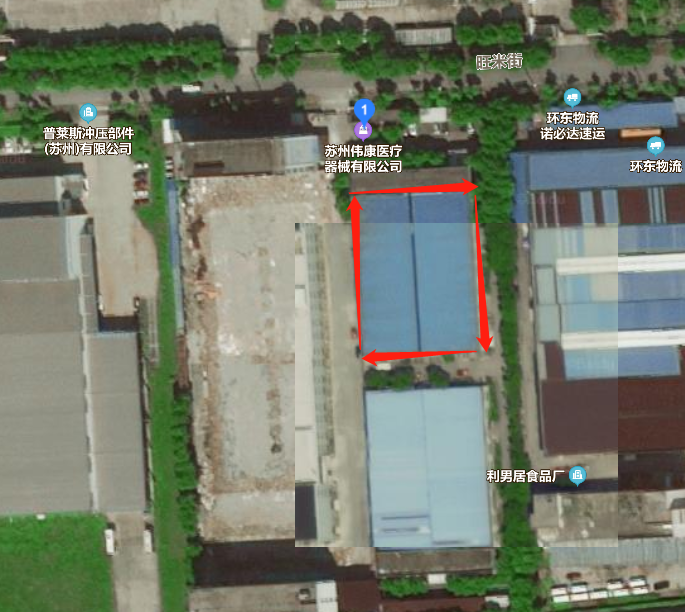 旺米街
1
普莱斯冲压部件
(苏州)有限公司
苏州伟康医疗
器械有限公司
环东物流
诺必达速运
环东物流
利男居食品厂